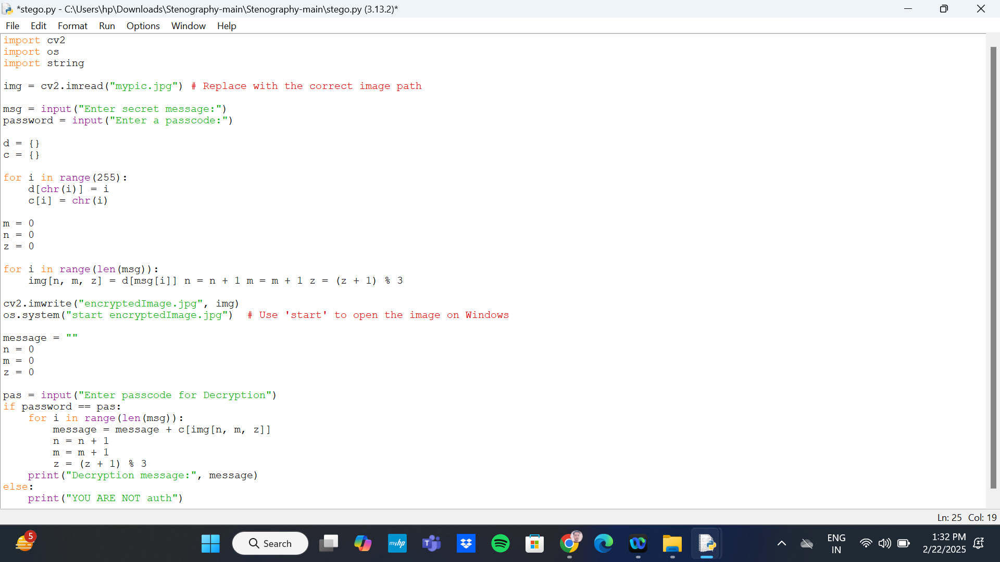 *stego.py - C:\Users\hp\Downloads\Stenography-main\Stenography-main\stego.py (3.13.2)*
File Edit Format Run Options Window Help
import cv2
import os
import string

img = cv2.imread("mypic.jpg") # Replace with the correct image path

msg = input("Enter secret message:")
password = input("Enter a passcode:")

d = {}
c = {}

for i in range(255):
    d[chr(i)] = i
    c[i] = chr(i)

m = 0
n = 0
z = 0

for i in range(len(msg)):
    img[n, m, z] = d[msg[i]] n = n + 1 m = m + 1 z = (z + 1) % 3

cv2.imwrite("encryptedImage.jpg", img)
os.system("start encryptedImage.jpg")  # Use 'start' to open the image on Windows

message = ""
n = 0
m = 0
z = 0

pas = input("Enter passcode for Decryption")
if password == pas:
    for i in range(len(msg)):
        message = message + c[img[n, m, z]]
        n = n + 1
        m = m + 1
        z = (z + 1) % 3
    print("Decryption message:", message)
else:
    print("YOU ARE NOT auth")
Ln: 25 Col: 19
5
Search
myhp
T
ENG
IN
1:32 PM
2/22/2025